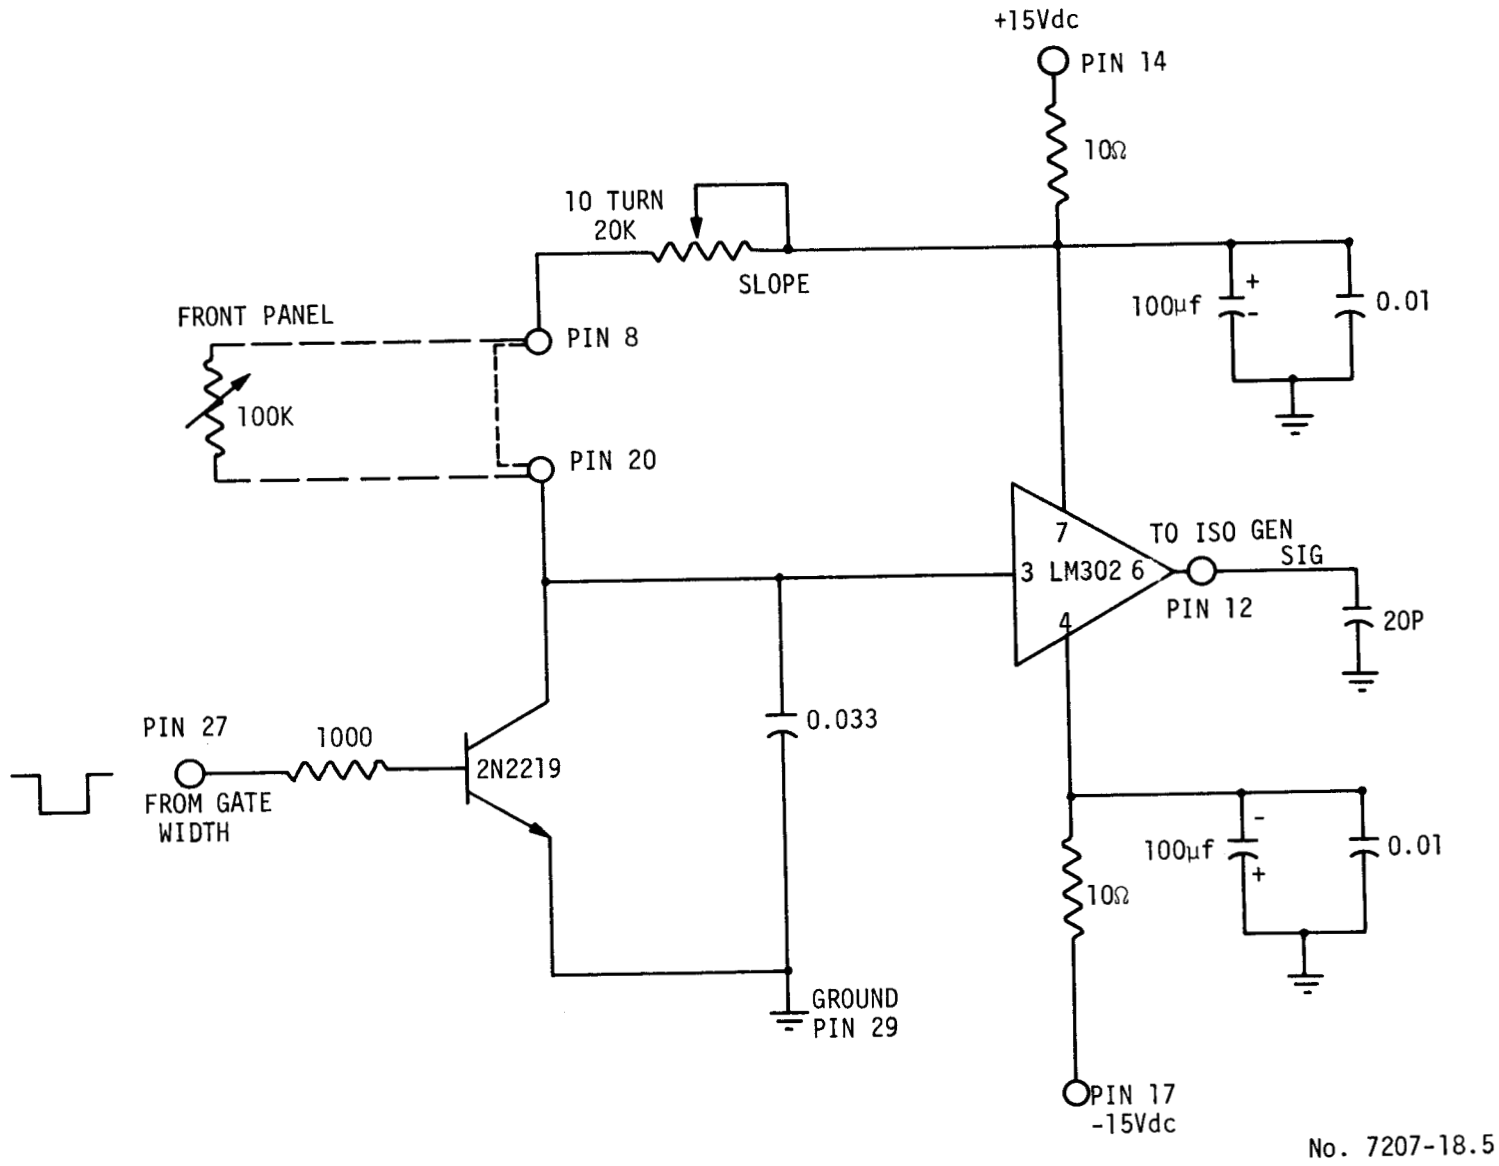 +15Vdc
PIN 14
10Ω
10 TURN
20K
SLOPE
+
100µf
-
0.01
FRONT PANEL
PIN 8
100K
PIN 20
7
TO ISO GEN
SIG
3 LM302 6
PIN 12
4
20P
PIN 27
1000
0.033
2N2219
FROM GATE
WIDTH
-
100µf
+
0.01
10Ω
GROUND
PIN 29
PIN 17
-15Vdc
No. 7207-18.5